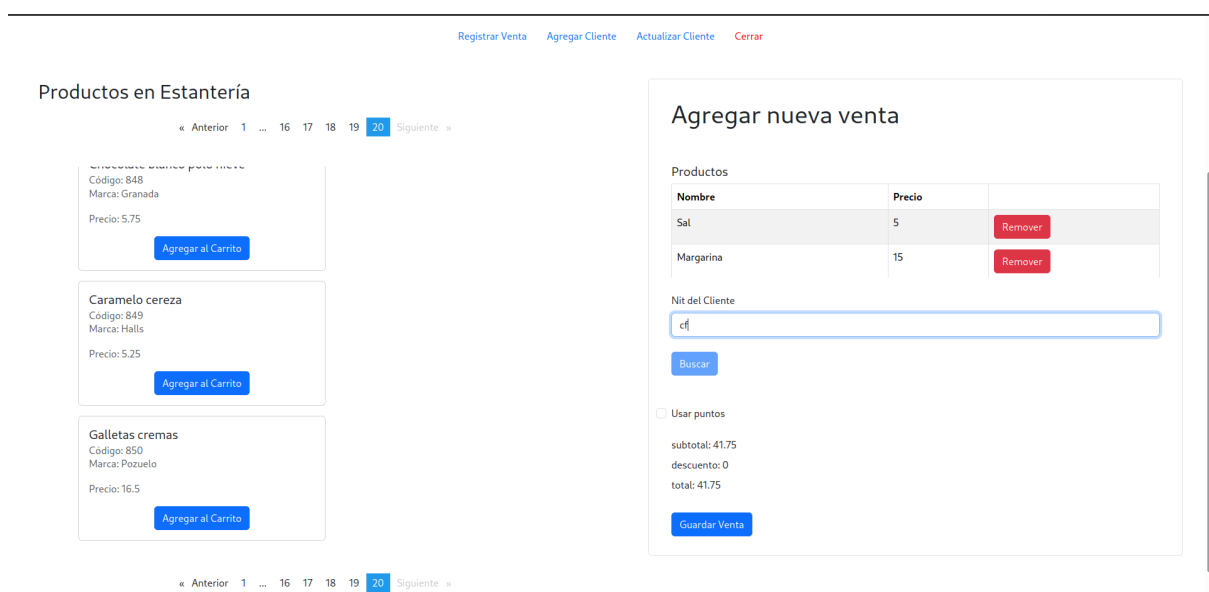 Registrar Venta Agregar Cliente Actualizar Cliente Cerrar
Productos en Estantería
« Anterior 1 ... 16 17 18 19 20 Siguiente »
Chocolate blanco polo nieve
Código: 848
Marca: Granada
Precio: 5.75
Agregar al Carrito
Caramelo cereza
Código: 849
Marca: Halls
Precio: 5.25
Agregar al Carrito
Galletas cremas
Código: 850
Marca: Pozuelo
Precio: 16.5
Agregar al Carrito
« Anterior 1 ... 16 17 18 19 20 Siguiente »
Agregar nueva venta
Productos
Nombre Precio
Sal 5 Remover
Margarina 15 Remover
Nit del Cliente
cf
Buscar
Usar puntos
subtotal: 41.75
descuento: 0
total: 41.75
Guardar Venta